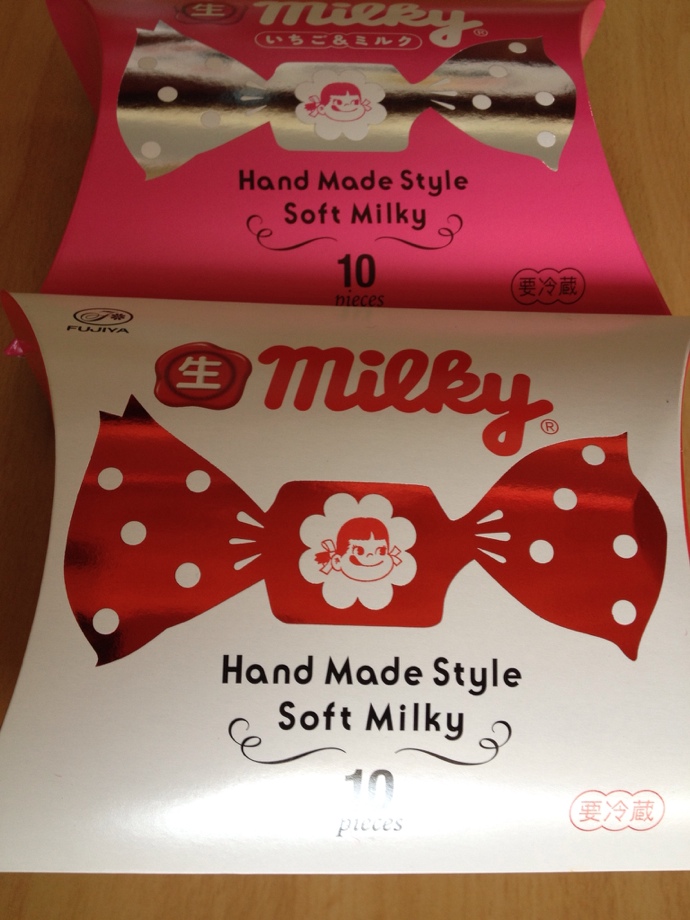 生 Milky®
いちご&ミルク
Hand Made Style
Soft Milky
10
pieces
要冷蔵
FUJIYA
生 Milky®
Hand Made Style
Soft Milky
10
pieces
要冷蔵